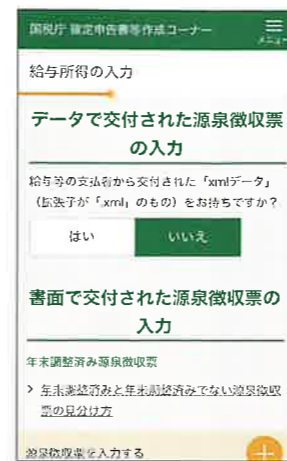 国税庁 確定申告書等作成コーナー
メニュー
給与所得の入力
データで交付された源泉徴収票
の入力
給与等の支払者から交付された「xmlデータ」
（拡張子が「.xml」のもの）をお持ちですか？
はい
いいえ
書面で交付された源泉徴収票の
入力
年末調整済み源泉徴収票
年末調整済みと年末調整済みでない源泉徴収
票の見分け方
源泉徴収票を入力する